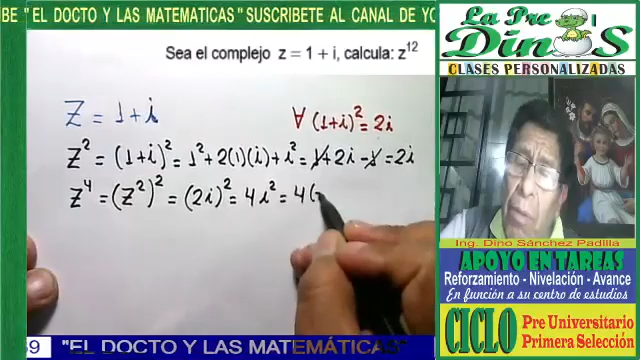 BE "EL DOCTO Y LAS MATEMATICAS" SUSCRIBETE AL CANAL DE YO
La Pre
DinoS
CLASES PERSONALIZADAS
Sea el complejo z = 1 + i, calcula: z¹²
Z = 1+i
∀ (1+i)² = 2i
Z² = (1+i)² = 1² + 2(1)(i) + i² = 1 + 2i - 1 = 2i
Z⁴ = (Z²)² = (2i)² = 4i² = 4(
Ing. Dino Sánchez Padilla
APOYO EN TAREAS
Reforzamiento - Nivelación - Avance
En función a su centro de estudios
CICLO Pre Universitario
Primera Selección
59 "EL DOCTO Y LAS MATEMÁTICAS"